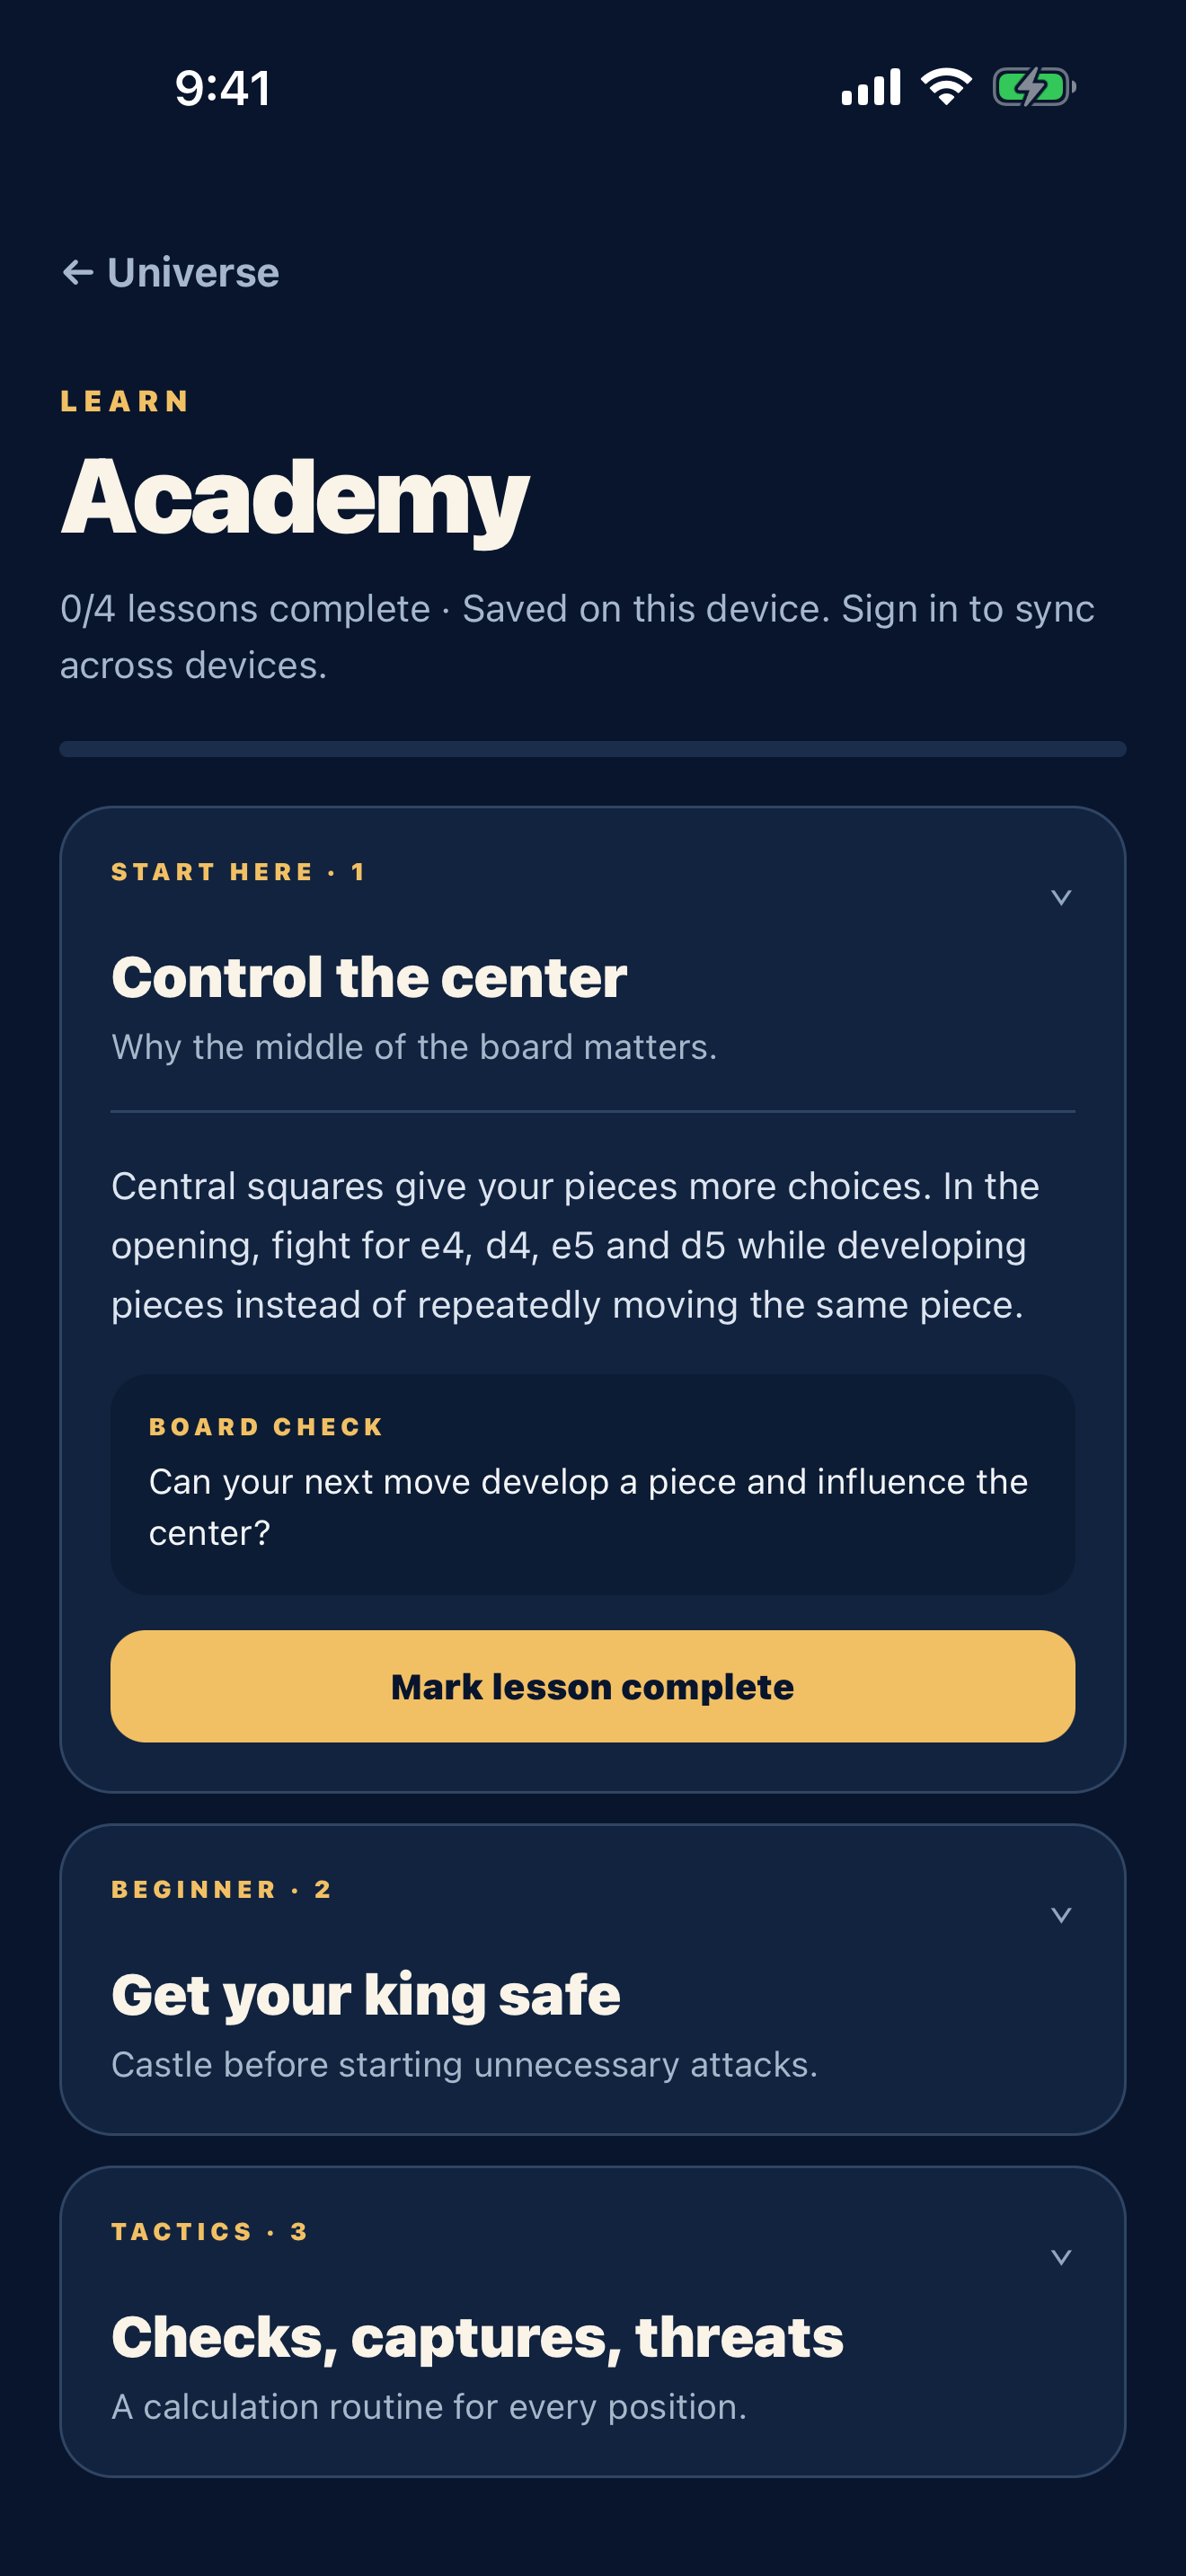 9:41
← Universe
LEARN
Academy
0/4 lessons complete · Saved on this device. Sign in to sync
across devices.
START HERE · 1
Control the center
Why the middle of the board matters.
Central squares give your pieces more choices. In the
opening, fight for e4, d4, e5 and d5 while developing
pieces instead of repeatedly moving the same piece.
BOARD CHECK
Can your next move develop a piece and influence the
center?
Mark lesson complete
BEGINNER · 2
Get your king safe
Castle before starting unnecessary attacks.
TACTICS · 3
Checks, captures, threats
A calculation routine for every position.